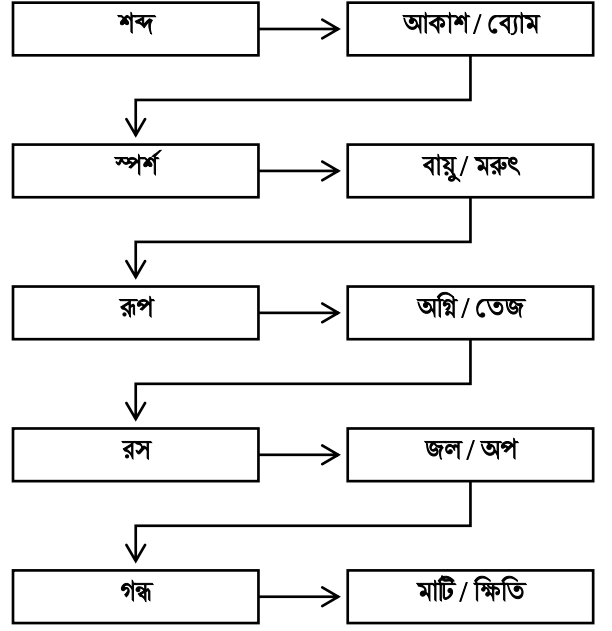 শব্দ
আকাশ / ব্যোম
স্পর্শ
বায়ু / মরুৎ
রূপ
অগ্নি / তেজ
রস
জল / অপ
গন্ধ
মাটি / ক্ষিতি